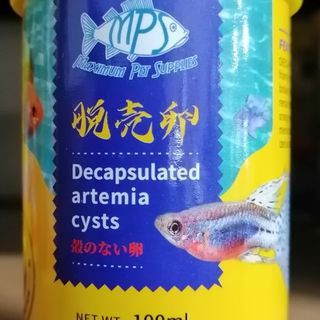 MPS
MAXIMUM PET SUPPLIES
脱売卵
Decapsulated
artemia
cysts
殻のない卵
NET WT 100ml